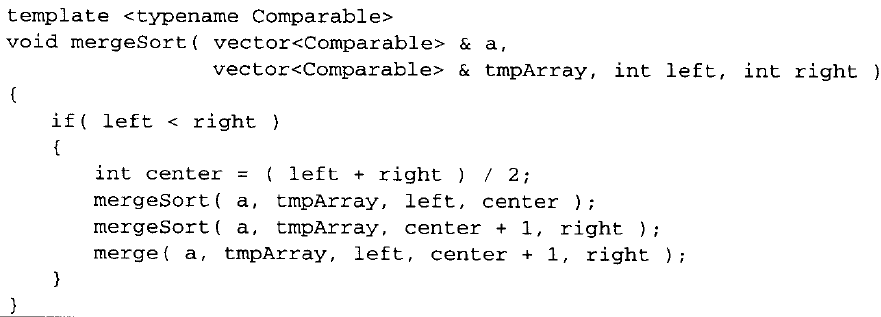 template <typename Comparable>
void mergeSort( vector<Comparable> & a,
                vector<Comparable> & tmpArray, int left, int right )
{
    if( left < right )
    {
        int center = ( left + right ) / 2;
        mergeSort( a, tmpArray, left, center );
        mergeSort( a, tmpArray, center + 1, right );
        merge( a, tmpArray, left, center + 1, right );
    }
}